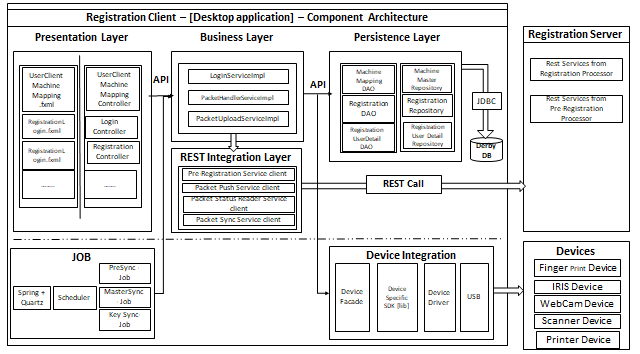 Registration Client – [Desktop application] – Component Architecture
Presentation Layer
UserClient
Machine
Mapping
.fxml
RegistrationL
ogin.fxml
RegistrationL
ogin.fxml
........
UserClient
Machine
Mapping
Controller
Login
Controller
Registration
Controller
........
API
Business Layer
LoginServiceImpl
PacketHandlerServiceImpl
PacketUploadServiceImpl
REST Integration Layer
Pre-Registration Service client
Packet Push Service client
Packet Status Reader Service
client
Packet Sync Service client
API
Persistence Layer
Machine
Mapping
DAO
Registration
DAO
Registration
UserDetail
DAO
Machine
Master
Repository
Registration
Repository
Registration
User Detail
Repository
JDBC
Derby
DB
REST Call
Registration Server
Rest Services from
Registration Processor
Rest Services from
Pre Registration
Processor
JOB
Spring +
Quartz
Scheduler
PreSync
Job
MasterSync
Job
Key Sync
Job
Device Integration
Device
Facade
Device
Specific
SDK [lib]
Device
Driver
USB
Devices
Finger Print Device
IRIS Device
WebCam Device
Scanner Device
Printer Device